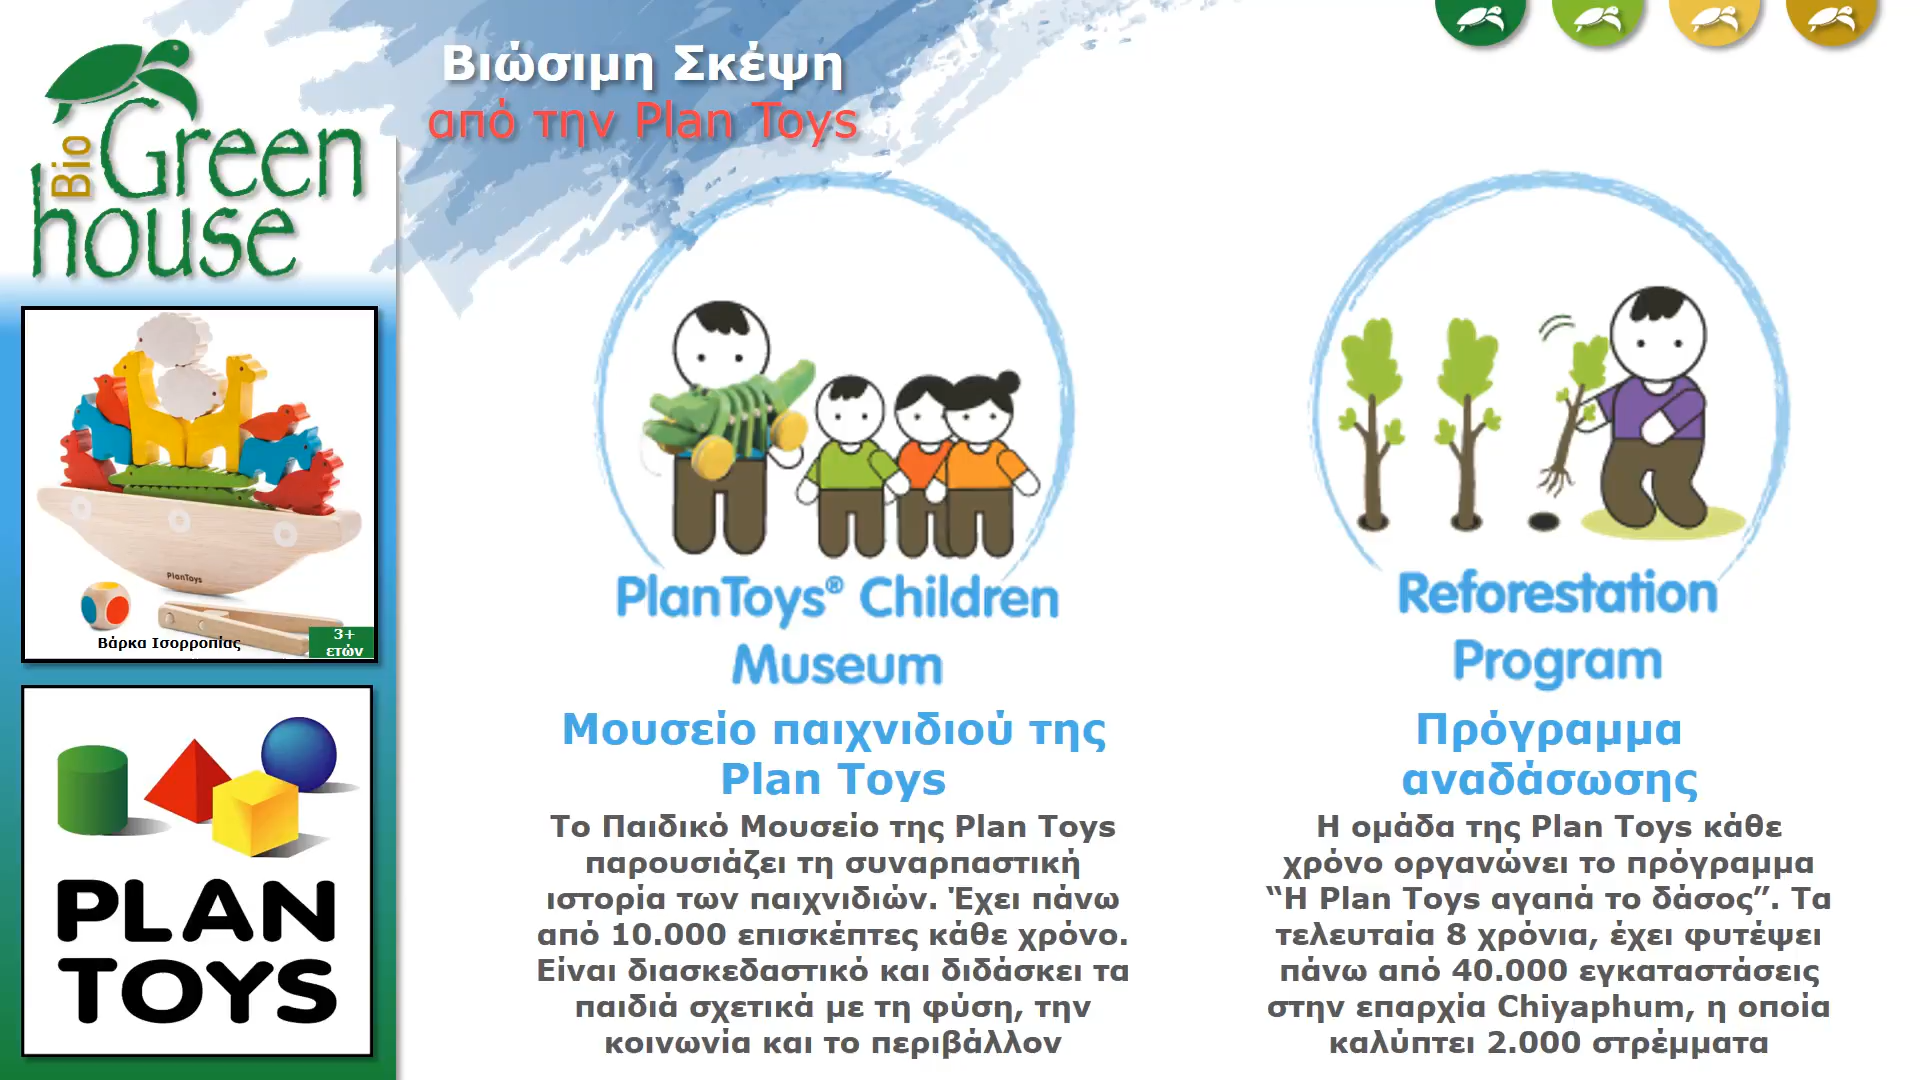 Bio Green
house
Βιώσιμη Σκέψη
από την Plan Toys
PlanToys
Βάρκα Ισορροπίας
3+
ετών
PLAN
TOYS
PlanToys® Children
Museum
Μουσείο παιχνιδιού της
Plan Toys
Το Παιδικό Μουσείο της Plan Toys
παρουσιάζει τη συναρπαστική
ιστορία των παιχνιδιών. Έχει πάνω
από 10.000 επισκέπτες κάθε χρόνο.
Είναι διασκεδαστικό και διδάσκει τα
παιδιά σχετικά με τη φύση, την
κοινωνία και το περιβάλλον
Reforestation
Program
Πρόγραμμα
αναδάσωσης
Η ομάδα της Plan Toys κάθε
χρόνο οργανώνει το πρόγραμμα
“Η Plan Toys αγαπά το δάσος”. Τα
τελευταία 8 χρόνια, έχει φυτέψει
πάνω από 40.000 εγκαταστάσεις
στην επαρχία Chiyaphum, η οποία
καλύπτει 2.000 στρέμματα